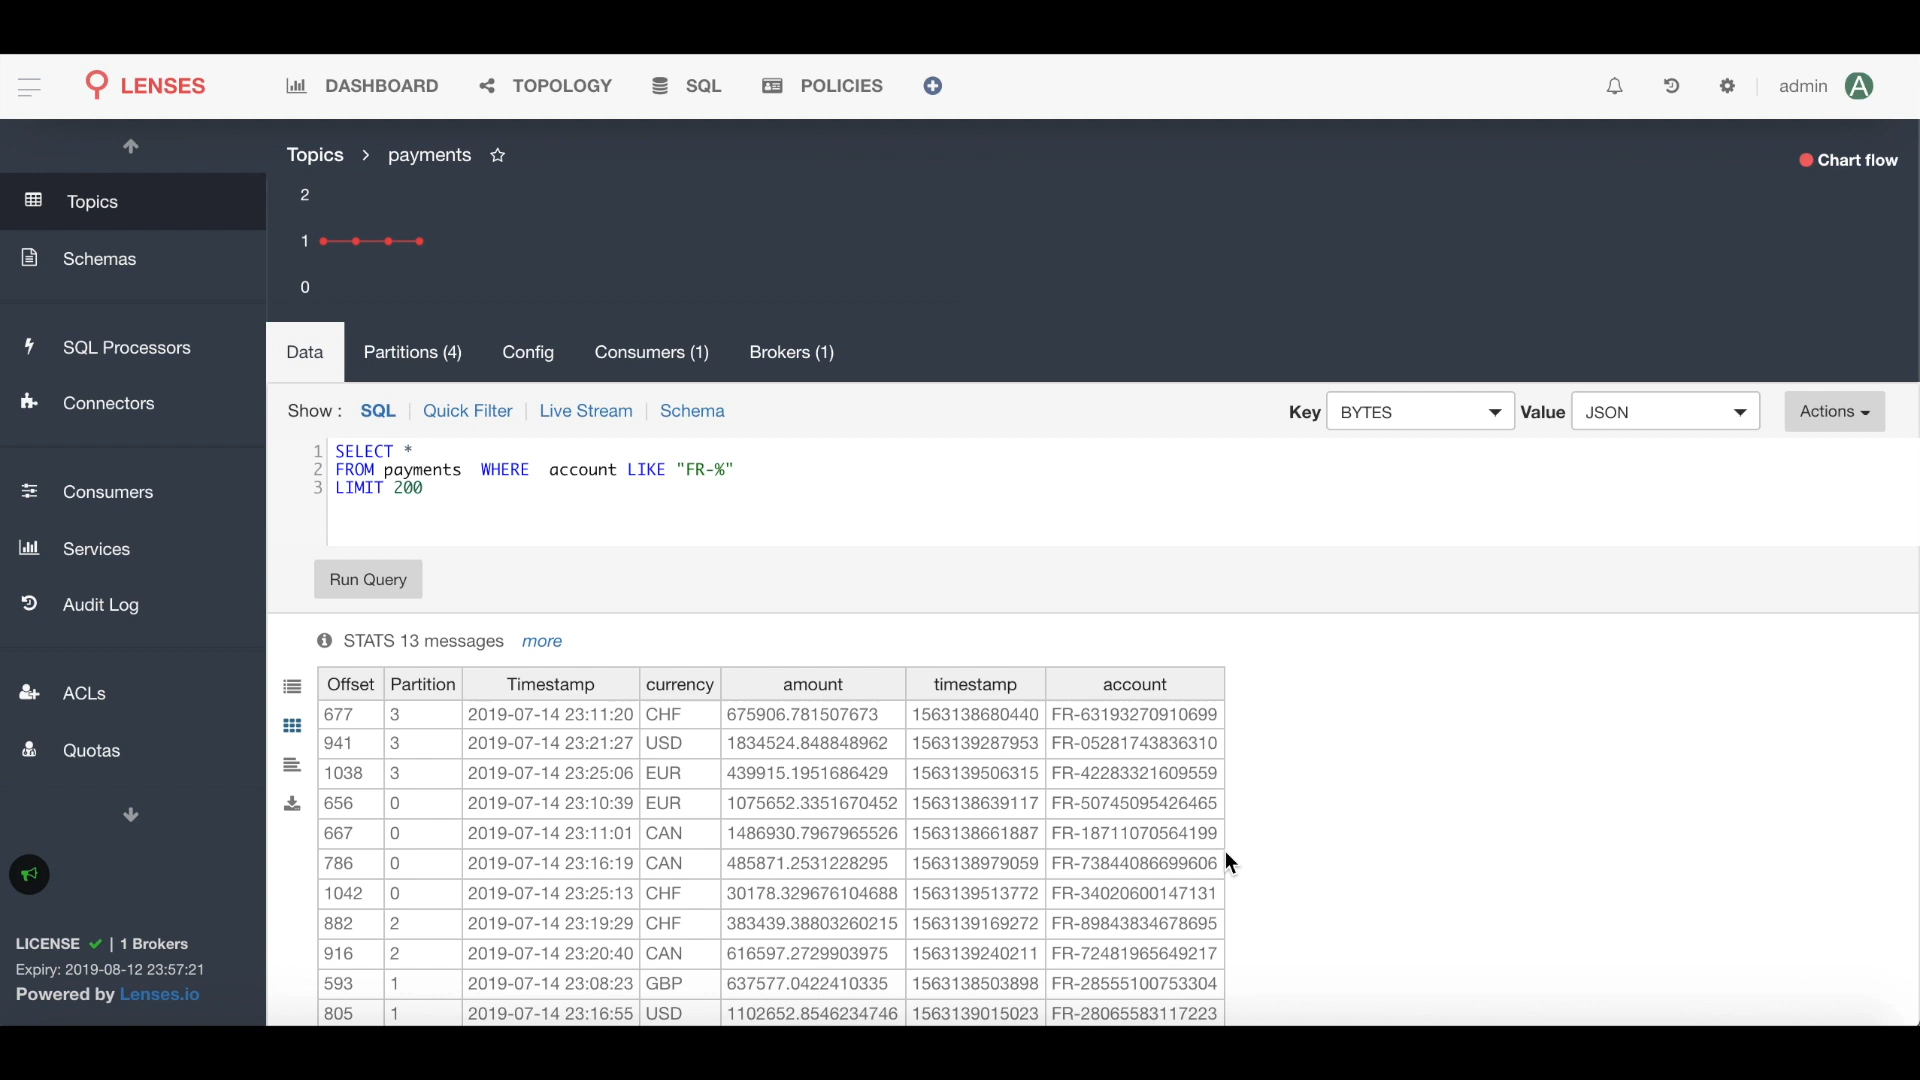 LENSES
DASHBOARD
TOPOLOGY
SQL
POLICIES
admin
A
Topics
Schemas
SQL Processors
Connectors
Consumers
Services
Audit Log
ACLs
Quotas
LICENSE | 1 Brokers
Expiry: 2019-08-12 23:57:21
Powered by Lenses.io
Topics > payments
Chart flow
2
1
0
Data
Partitions (4)
Config
Consumers (1)
Brokers (1)
Show : SQL Quick Filter Live Stream Schema
Key BYTES Value JSON Actions
1 SELECT *
2 FROM payments WHERE account LIKE "FR-%"
3 LIMIT 200
Run Query
STATS 13 messages more
Offset Partition Timestamp currency amount timestamp account
677 3 2019-07-14 23:11:20 CHF 675906.781507673 1563138680440 FR-63193270910699
941 3 2019-07-14 23:21:27 USD 1834524.848848962 1563139287953 FR-05281743836310
1038 3 2019-07-14 23:25:06 EUR 439915.1951686429 1563139506315 FR-42283321609559
656 0 2019-07-14 23:10:39 EUR 1075652.3351670452 1563138639117 FR-50745095426465
667 0 2019-07-14 23:11:01 CAN 1486930.7967965526 1563138661887 FR-18711070564199
786 0 2019-07-14 23:16:19 CAN 485871.2531228295 1563138979059 FR-73844086699606
1042 0 2019-07-14 23:25:13 CHF 30178.329676104688 1563139513772 FR-34020600147131
882 2 2019-07-14 23:19:29 CHF 383439.38803260215 1563139169272 FR-89843834678695
916 2 2019-07-14 23:20:40 CAN 616597.2729903975 1563139240211 FR-72481965649217
593 1 2019-07-14 23:08:23 GBP 637577.0422410335 1563138503898 FR-28555100753304
805 1 2019-07-14 23:16:55 USD 1102652.8546234746 1563139015023 FR-28065583117223